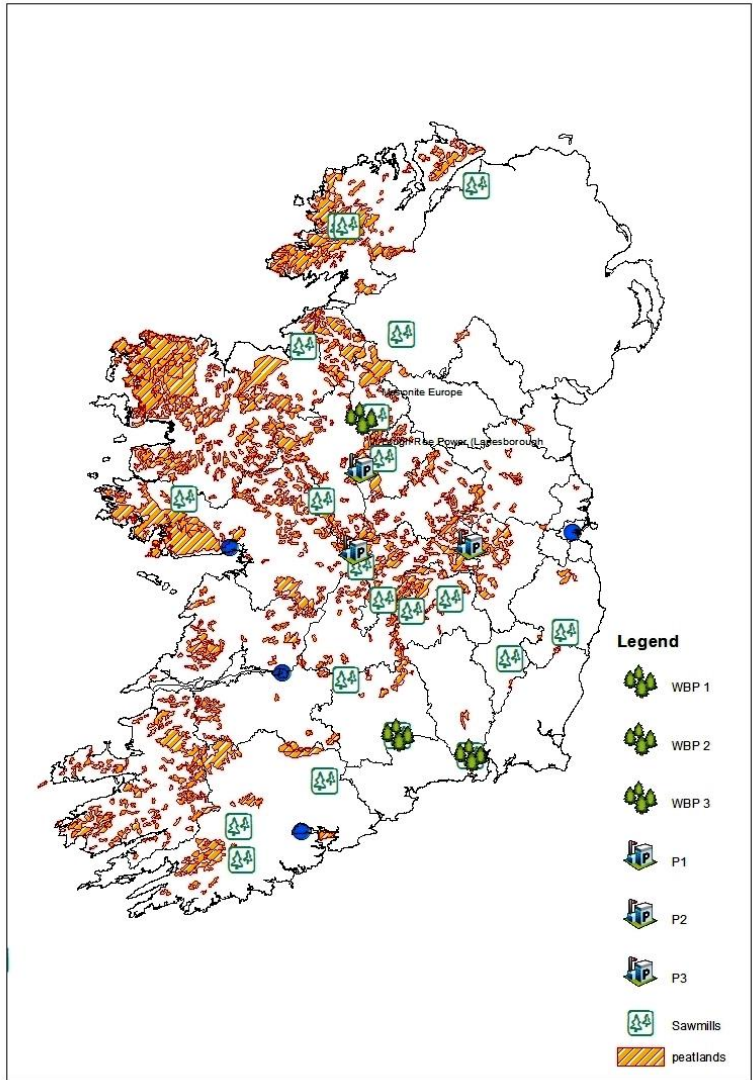 Europe
Power (Lanesborough
Legend
WBP 1
WBP 2
WBP 3
P1
P2
P3
Sawmills
peatlands